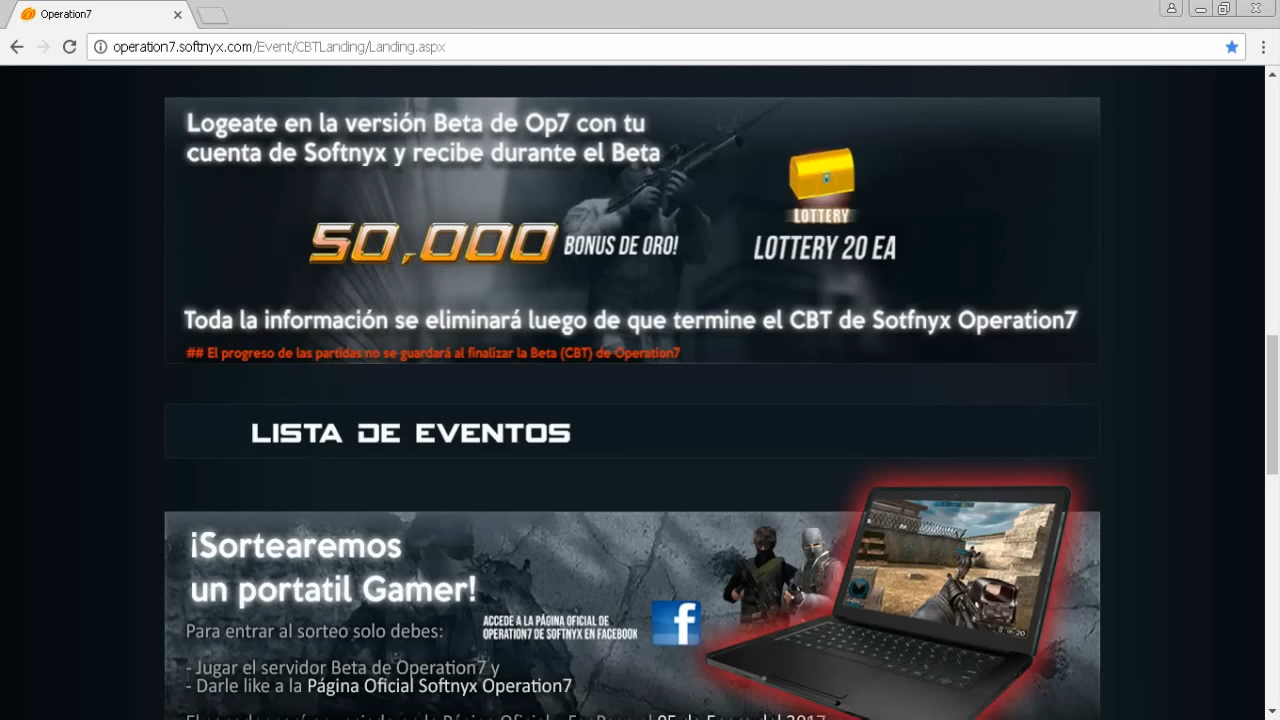 Operation7
operation7.softnyx.com/Event/CBTLanding/Landing.aspx
Logeate en la versión Beta de Op7 con tu
cuenta de Softnyx y recibe durante el Beta
50,000 BONUS DE ORO!
LOTTERY
LOTTERY 20 EA
Toda la información se eliminará luego de que termine el CBT de Sotfnyx Operation7
## El progreso de las partidas no se guardará al finalizar la Beta (CBT) de Operation7
LISTA DE EVENTOS
¡Sortearemos
un portatil Gamer!
ACCEDE A LA PÁGINA OFICIAL DE
OPERATION7 DE SOFTNYX EN FACEBOOK
f
Para entrar al sorteo solo debes:
- Jugar el servidor Beta de Operation7 y
- Darle like a la Página Oficial Softnyx Operation7